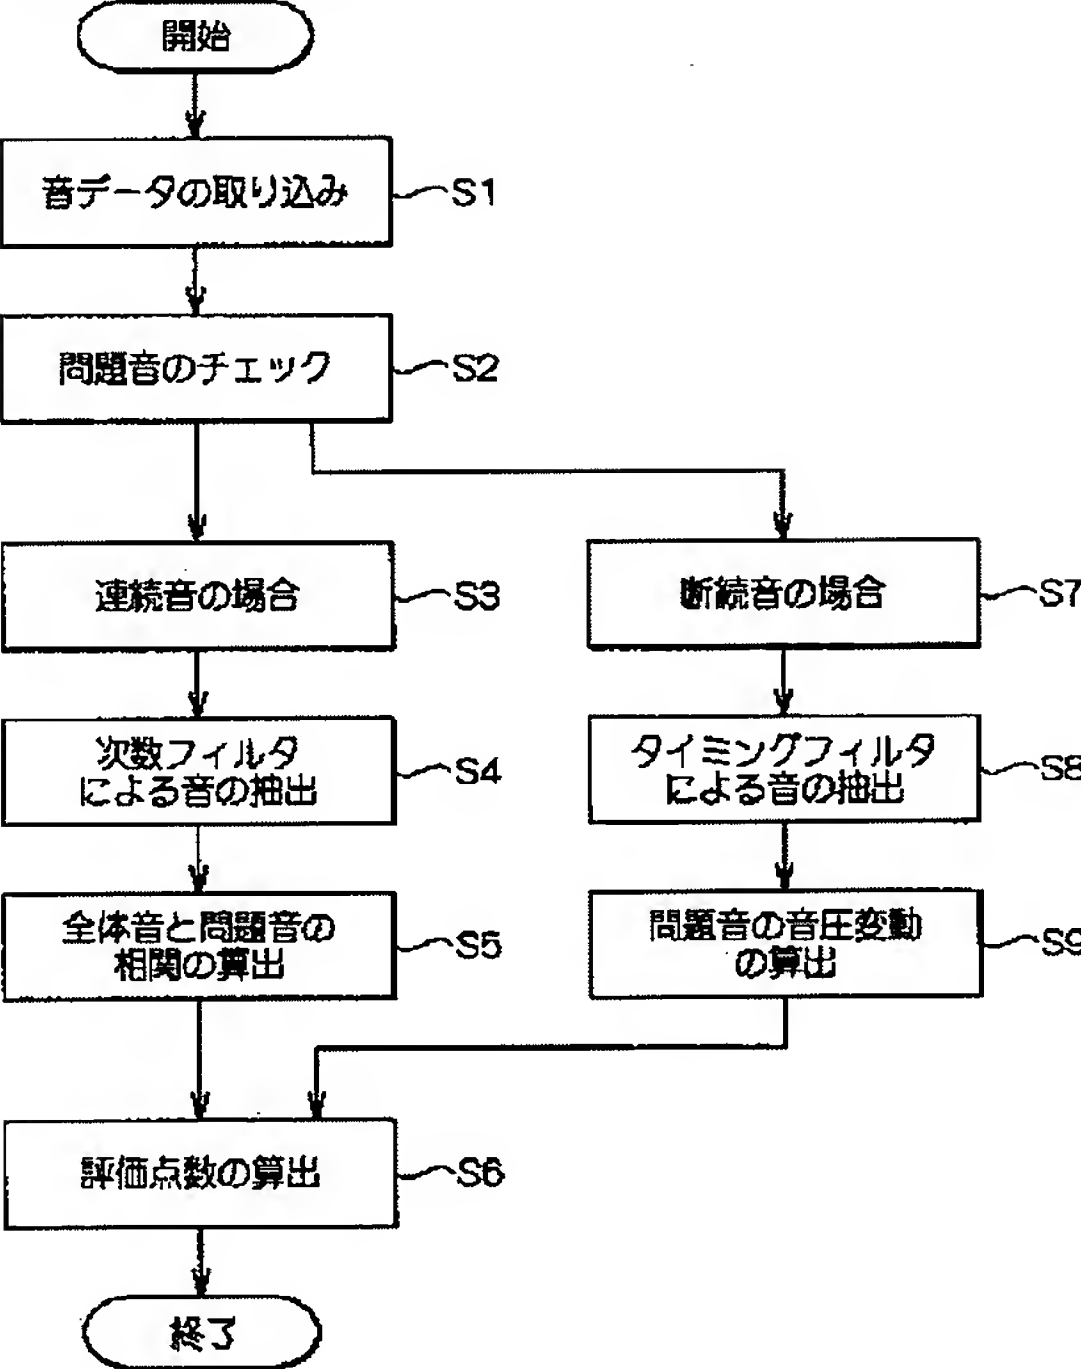 開始
音データの取り込み
S1
問題音のチェック
S2
連続音の場合
S3
断続音の場合
S7
次数フィルタ
による音の抽出
S4
タイミングフィルタ
による音の抽出
S8
全体音と問題音の
相関の算出
S5
問題音の音圧変動
の算出
S9
評価点数の算出
S6
終了